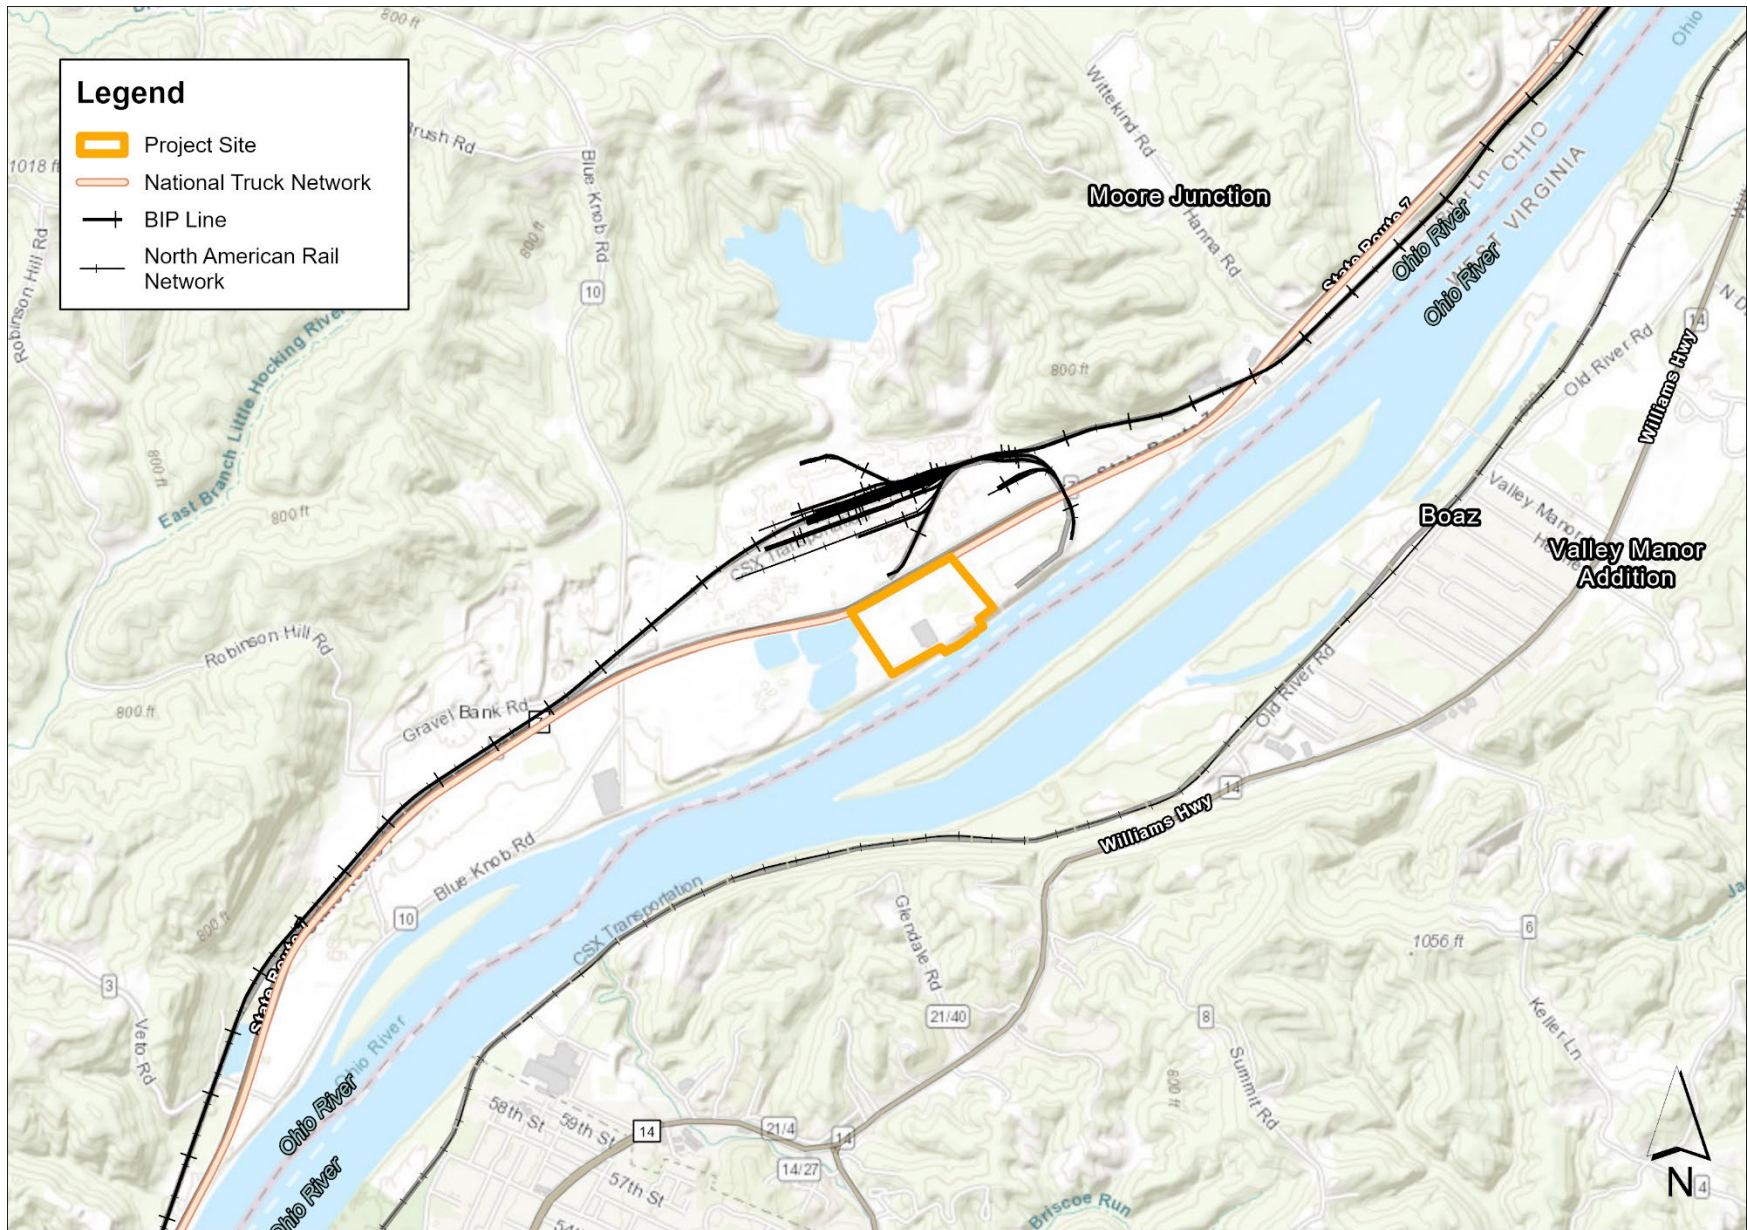 800 ft
Ohio
Legend
Project Site
National Truck Network
BIP Line
North American Rail
Network
Brush Rd
1018 ft
Robinson Hill Rd
Blue Knob Rd
800 ft
10
East Branch Little Hocking River
800 ft
800 ft
Wittekind Rd
Moore Junction
Hanna Rd
State Route 7
OHIO
WEST VIRGINIA
Ohio River
Ohio River
14
Williams Hwy
Old River Rd
800 ft
State Route 7
7
CSX Transportation
Boaz
Valley Manor
Valley Manor
Addition
Robinson Hill Rd
800 ft
Gravel Bank Rd
Old River Rd
14
Williams Hwy
Blue Knob Rd
10
800 ft
CSX Transportation
Glendale Rd
1056 ft
6
3
State Route 7
Veto Rd
Ohio River
21/40
8
Keller Ln
Summit Rd
800 ft
Ohio River
58th St
59th St
14
21/4
14
14/27
57th St
Ohio River
Briscoe Run
N
4